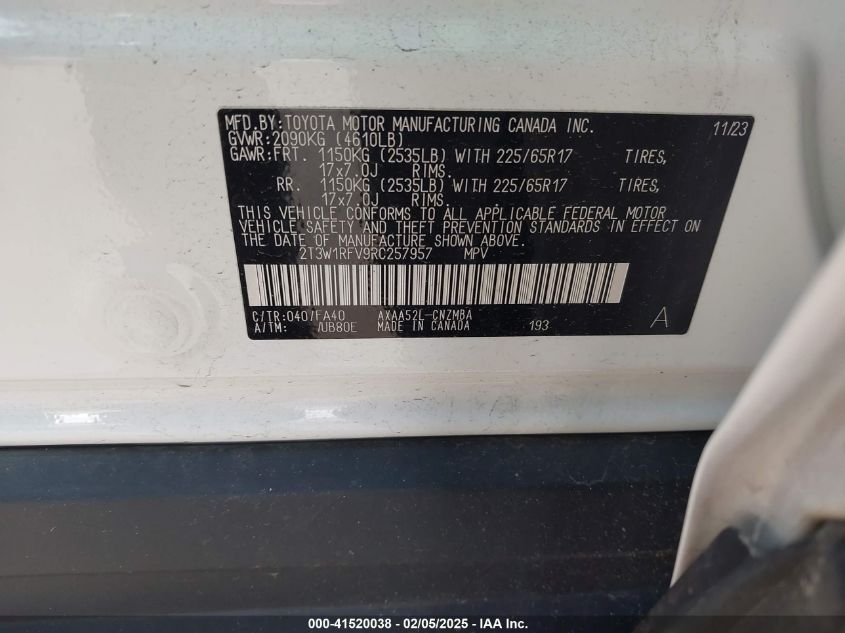 MFD.BY:TOYOTA MOTOR MANUFACTURING CANADA INC. 11/23
GVWR:2090KG (4610LB)
GAWR:FRT. 1150KG (2535LB) WITH 225/65R17 TIRES,
17x7.0J RIMS.
RR. 1150KG (2535LB) WITH 225/65R17 TIRES,
17x7.0J RIMS.
THIS VEHICLE CONFORMS TO ALL APPLICABLE FEDERAL MOTOR
VEHICLE SAFETY AND THEFT PREVENTION STANDARDS IN EFFECT ON
THE DATE OF MANUFACTURE SHOWN ABOVE.
2T3W1RFV9RC257957 MPV
C/TR:040/FA40 AXAA52L-CNZMBA
A/TM: /UB80E MADE IN CANADA 193 A
000-41520038 - 02/05/2025 - IAA Inc.